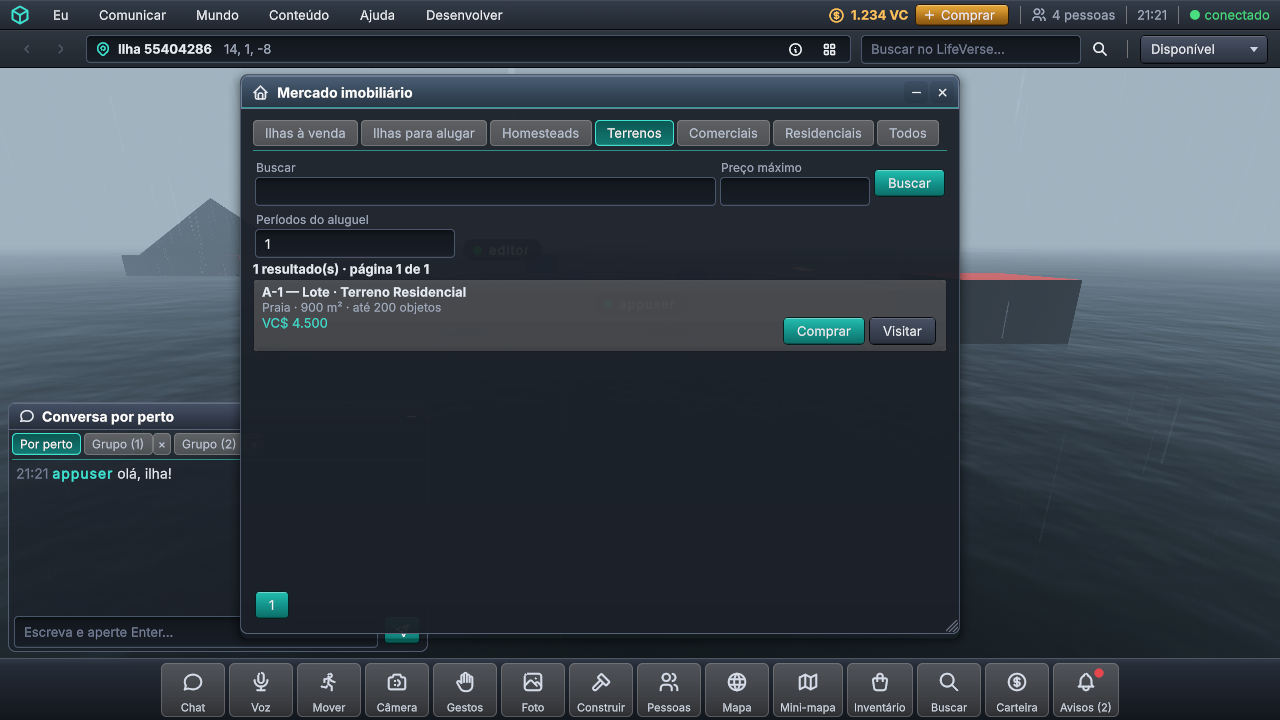 Eu Comunicar Mundo Conteúdo Ajuda Desenvolver 1.234 VC + Comprar 4 pessoas 21:21 conectado
Ilha 55404286 14, 1, -8 Buscar no LifeVerse... Disponível
Mercado imobiliário
Ilhas à venda Ilhas para alugar Homesteads Terrenos Comerciais Residenciais Todos
Buscar Preço máximo
Buscar
Períodos do aluguel
1
editor
1 resultado(s) · página 1 de 1
A-1 — Lote · Terreno Residencial
Praia · 900 m² · até 200 objetos
appuser
VC$ 4.500
Comprar Visitar
Conversa por perto
Por perto Grupo (1) × Grupo (2)
21:21 appuser olá, ilha!
1
Escreva e aperte Enter...
Chat Voz Mover Câmera Gestos Foto Construir Pessoas Mapa Mini-mapa Inventário Buscar Carteira Avisos (2)